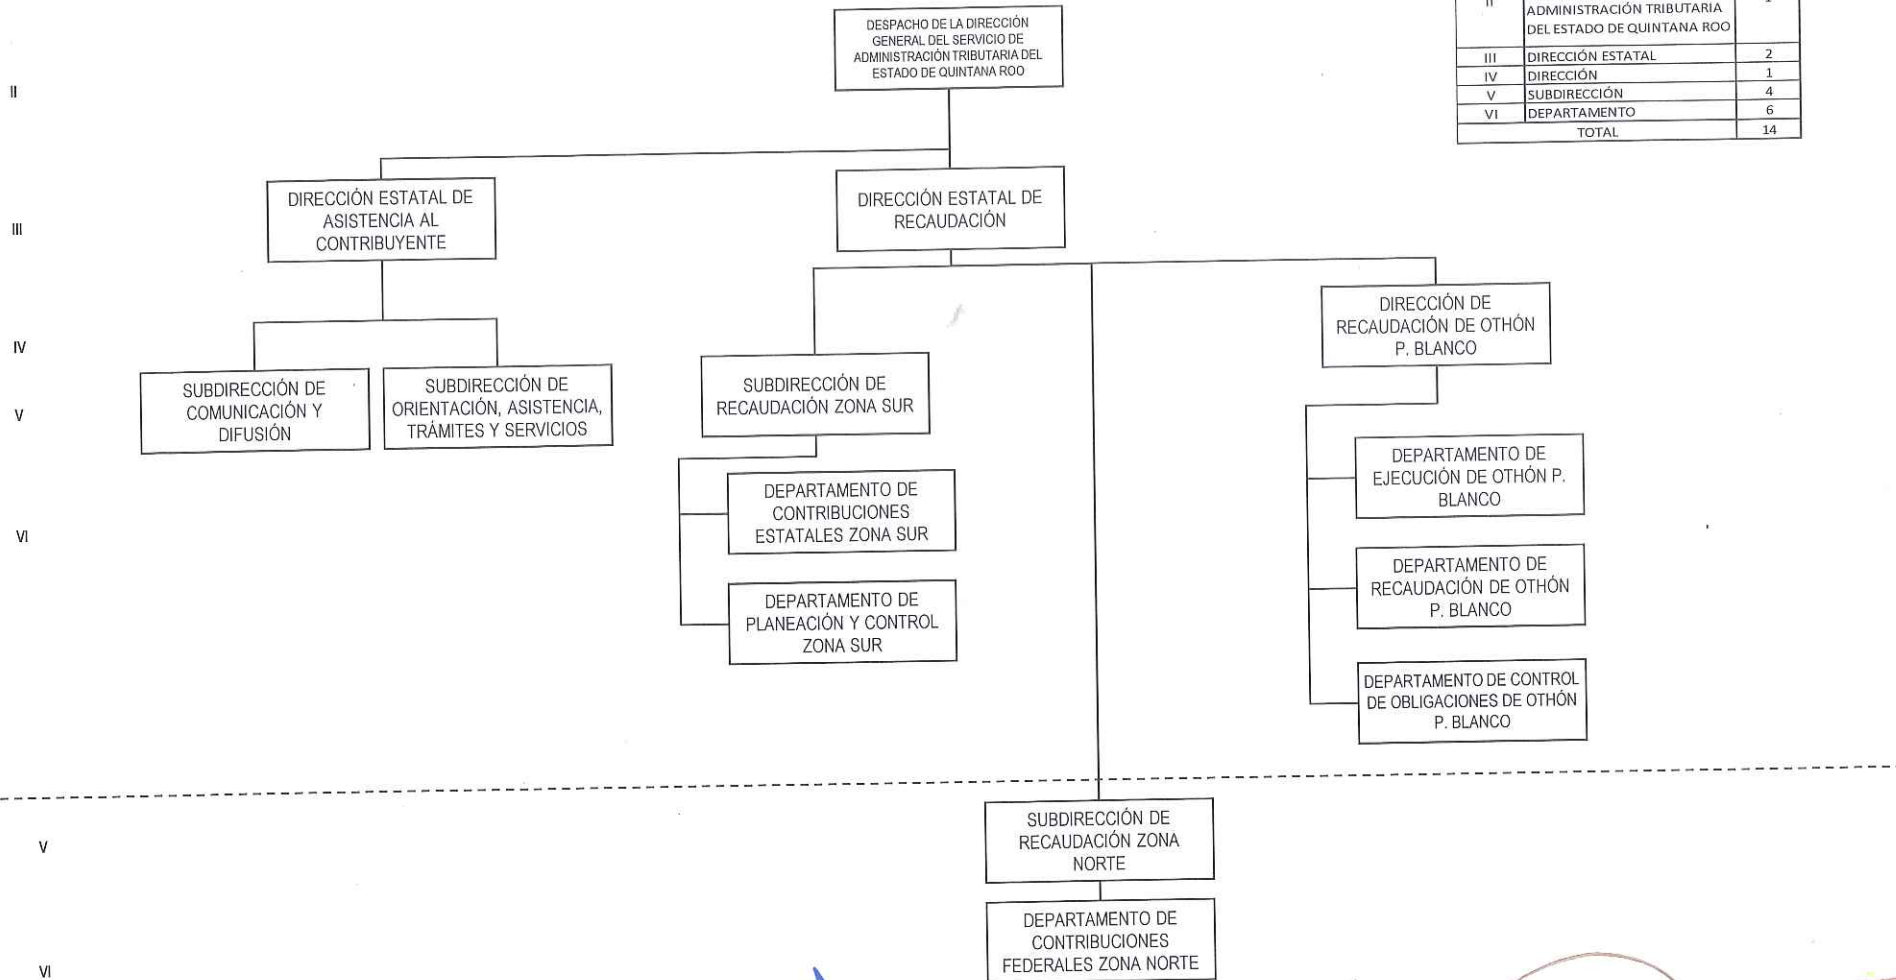 II
ADMINISTRACIÓN TRIBUTARIA
DEL ESTADO DE QUINTANA ROO
III DIRECCIÓN ESTATAL 2
IV DIRECCIÓN 1
V SUBDIRECCIÓN 4
VI DEPARTAMENTO 6
TOTAL 14
DESPACHO DE LA DIRECCIÓN
GENERAL DEL SERVICIO DE
ADMINISTRACIÓN TRIBUTARIA DEL
ESTADO DE QUINTANA ROO
II
DIRECCIÓN ESTATAL DE
ASISTENCIA AL
CONTRIBUYENTE
DIRECCIÓN ESTATAL DE
RECAUDACIÓN
III
DIRECCIÓN DE
RECAUDACIÓN DE OTHÓN
P. BLANCO
IV
SUBDIRECCIÓN DE
COMUNICACIÓN Y
DIFUSIÓN
SUBDIRECCIÓN DE
ORIENTACIÓN, ASISTENCIA,
TRÁMITES Y SERVICIOS
SUBDIRECCIÓN DE
RECAUDACIÓN ZONA SUR
V
DEPARTAMENTO DE
CONTRIBUCIONES
ESTATALES ZONA SUR
DEPARTAMENTO DE
PLANEACIÓN Y CONTROL
ZONA SUR
DEPARTAMENTO DE
EJECUCIÓN DE OTHÓN P.
BLANCO
DEPARTAMENTO DE
RECAUDACIÓN DE OTHÓN
P. BLANCO
DEPARTAMENTO DE CONTROL
DE OBLIGACIONES DE OTHÓN
P. BLANCO
VI
SUBDIRECCIÓN DE
RECAUDACIÓN ZONA
NORTE
V
DEPARTAMENTO DE
CONTRIBUCIONES
FEDERALES ZONA NORTE
VI